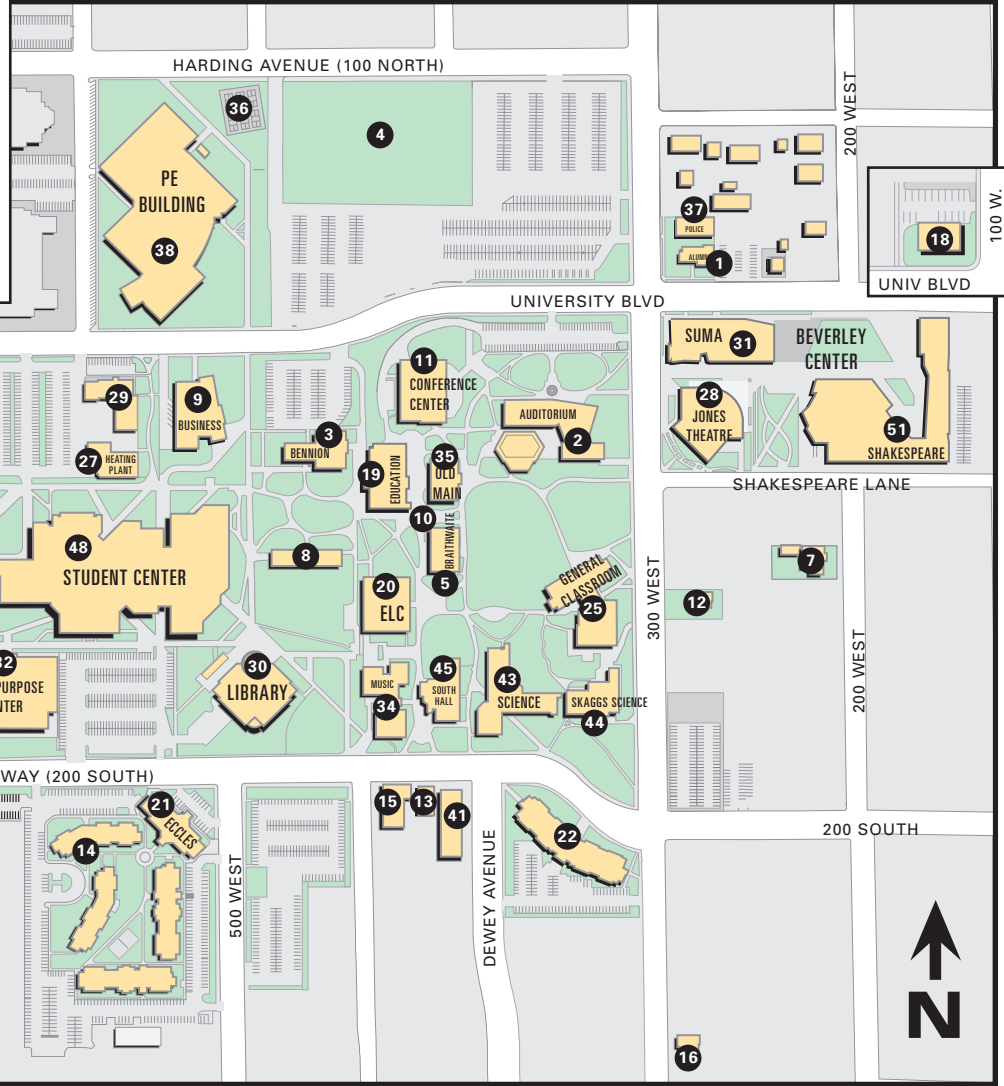 HARDING AVENUE (100 NORTH)
36
4
200 WEST
PE
BUILDING
38
37
POLICE
ALUMNI
1
18
100 W.
UNIV BLVD
UNIVERSITY BLVD
SUMA
31
BEVERLEY
CENTER
11
CONFERENCE
CENTER
29
9
BUSINESS
28
JONES
THEATRE
AUDITORIUM
2
51
SHAKESPEARE
3
BENNION
27
HEATING
PLANT
19
EDUCATION
35
OLD
MAIN
SHAKESPEARE LANE
10
BRAITHWAITE
5
48
STUDENT CENTER
8
20
ELC
GENERAL
CLASSROOM
25
7
12
300 WEST
200 WEST
32
PURPOSE
NTER
30
LIBRARY
MUSIC
34
45
SOUTH
HALL
43
SCIENCE
SKAGGS SCIENCE
44
WAY (200 SOUTH)
21
ECCLES
14
15
13
41
22
200 SOUTH
500 WEST
DEWEY AVENUE
N
16